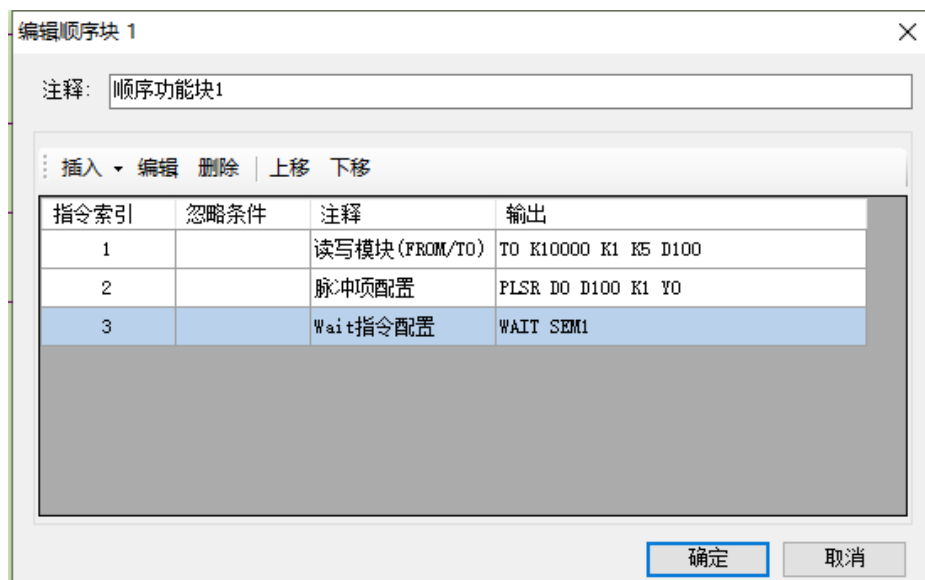 编辑顺序块 1
注释: 顺序功能块1
插入 编辑 删除 上移 下移
指令索引 忽略条件 注释 输出
1 读写模块(FROM/TO) TO K10000 K1 K5 D100
2 脉冲项配置 PLSR D0 D100 K1 Y0
3 Wait指令配置 WAIT SEM1
确定 取消